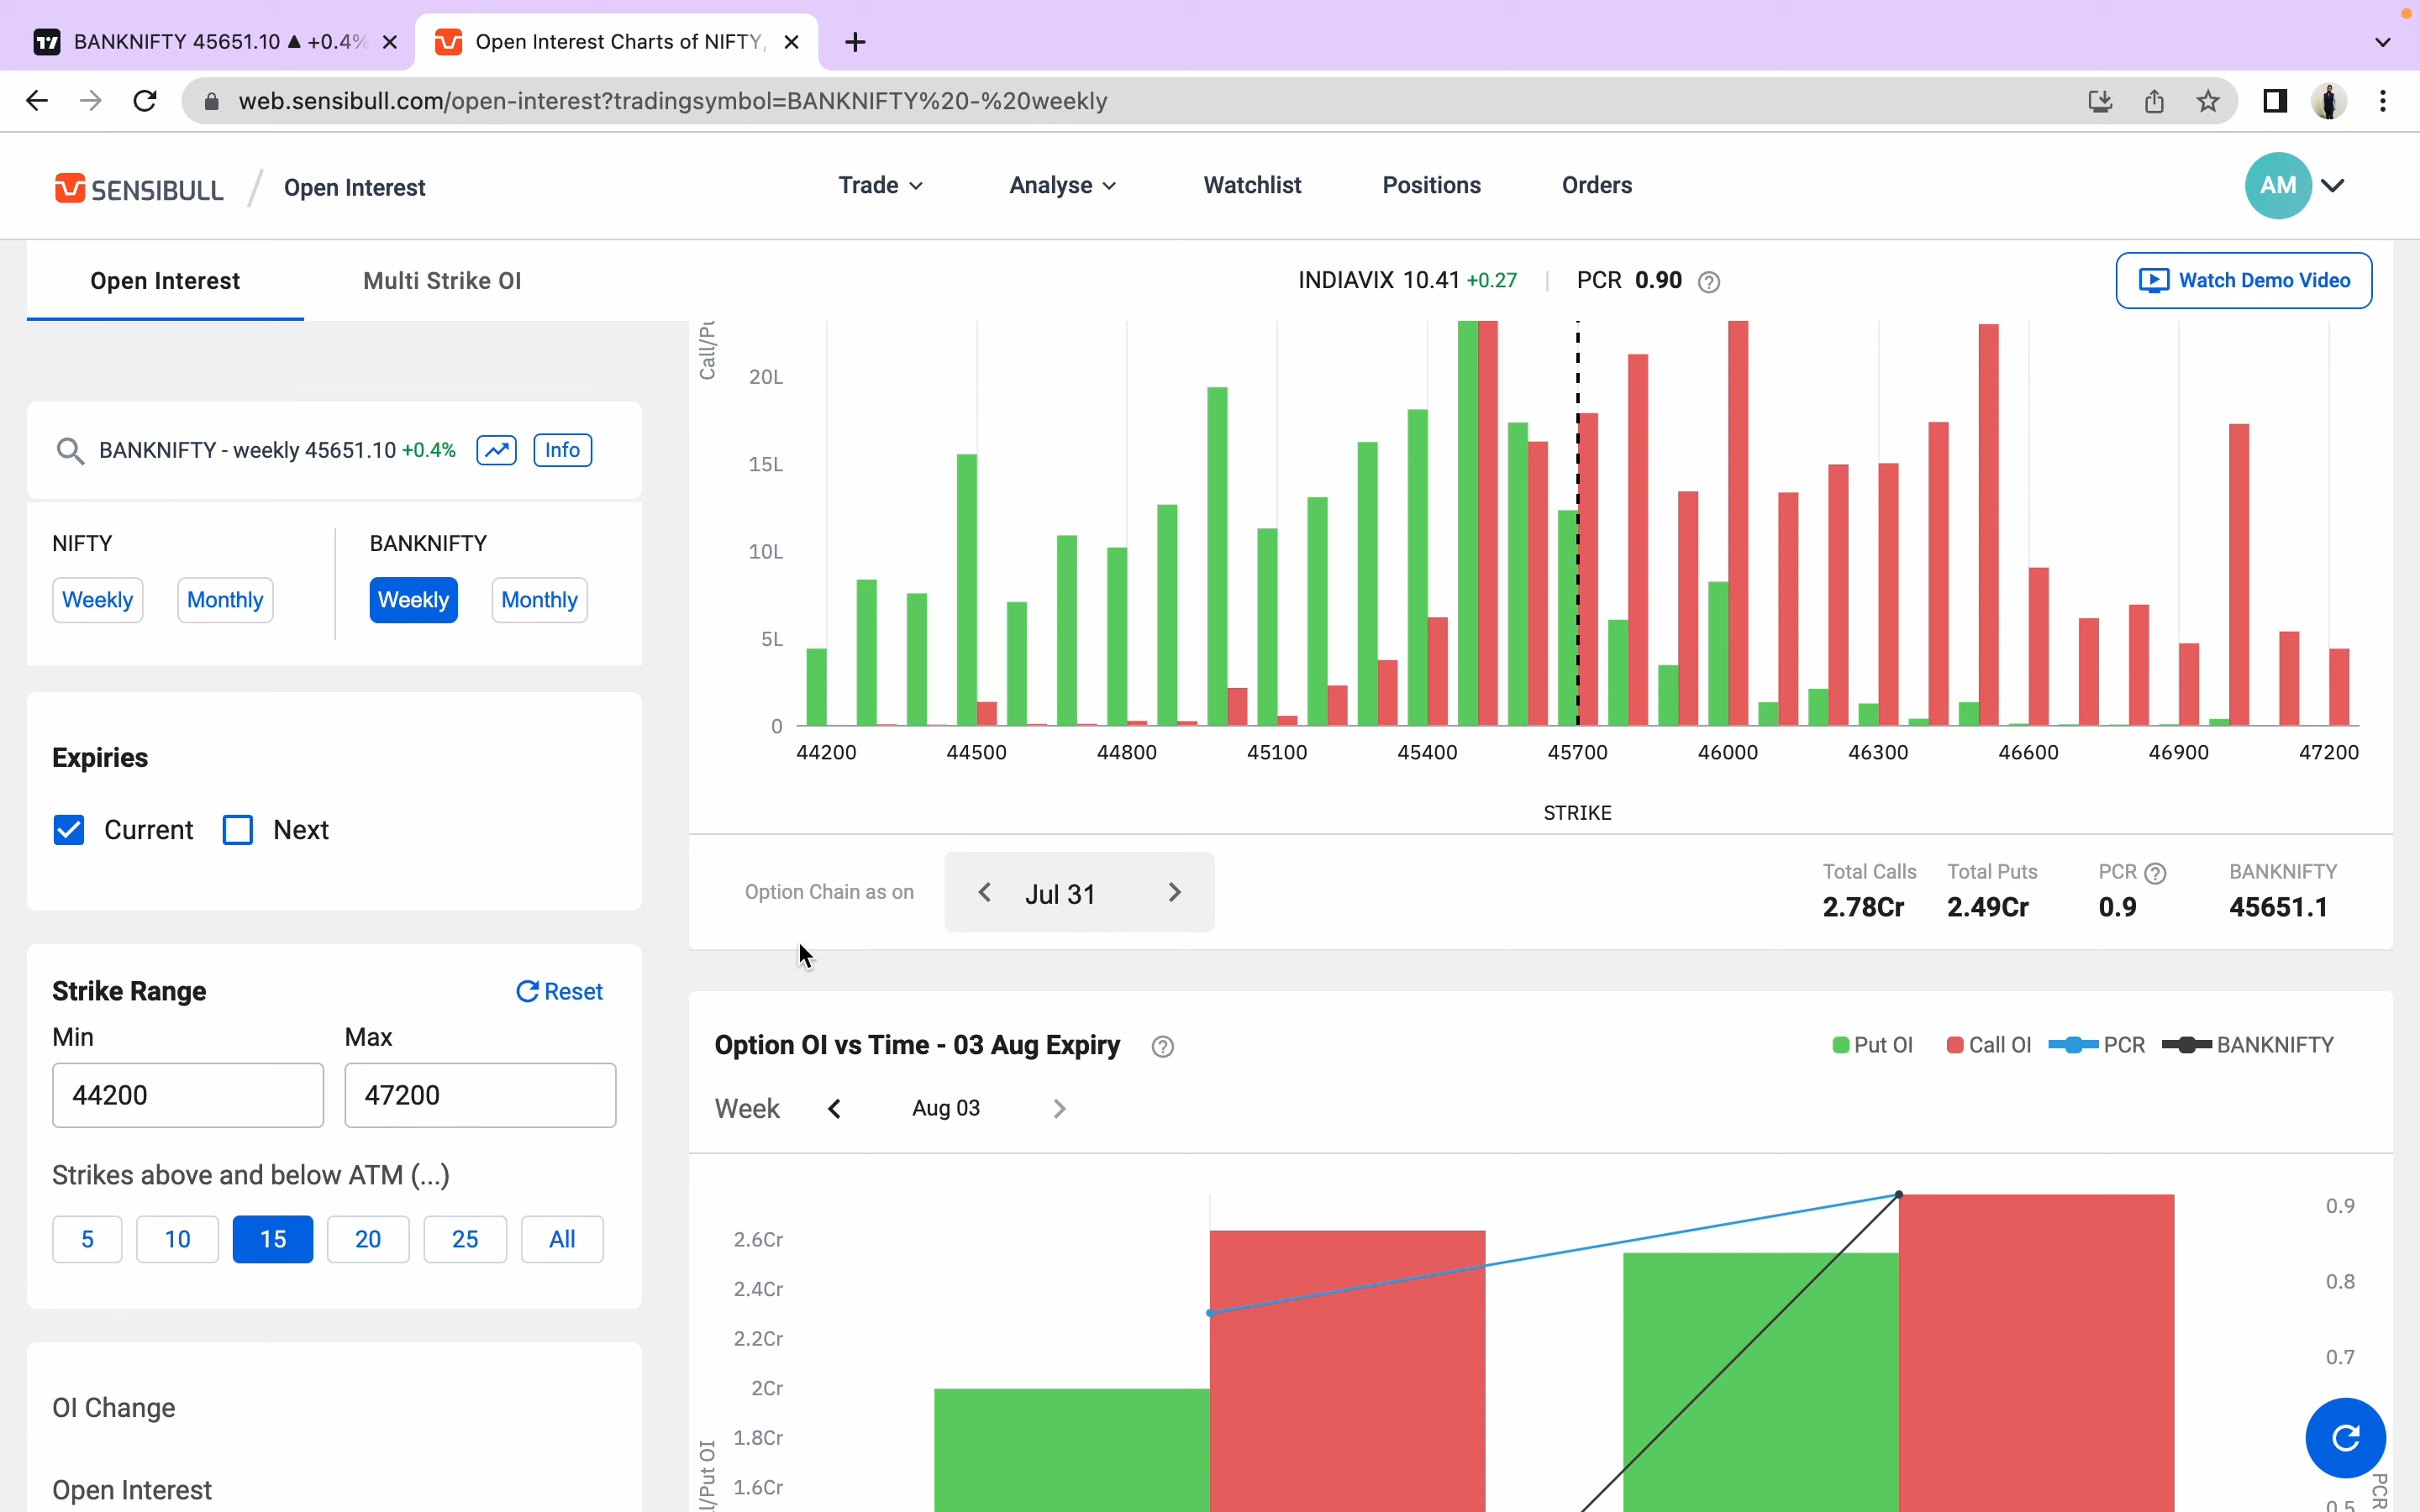 BANKNIFTY 45651.10 ▲ +0.4%
Open Interest Charts of NIFTY,
web.sensibull.com/open-interest?tradingsymbol=BANKNIFTY%20-%20weekly
SENSIBULL / Open Interest
Trade
Analyse
Watchlist
Positions
Orders
AM
Open Interest
Multi Strike OI
INDIAVIX 10.41 +0.27
PCR 0.90
Watch Demo Video
BANKNIFTY - weekly 45651.10 +0.4%
Info
NIFTY
Weekly
Monthly
BANKNIFTY
Weekly
Monthly
Expiries
Current
Next
Strike Range
Reset
Min
Max
44200
47200
Strikes above and below ATM (...)
5
10
15
20
25
All
OI Change
Open Interest
20L
15L
10L
5L
0
44200
44500
44800
45100
45400
45700
46000
46300
46600
46900
47200
STRIKE
Option Chain as on
Jul 31
Total Calls
2.78Cr
Total Puts
2.49Cr
PCR
0.9
BANKNIFTY
45651.1
Option OI vs Time - 03 Aug Expiry
Put OI
Call OI
PCR
BANKNIFTY
Week
Aug 03
2.6Cr
2.4Cr
2.2Cr
2Cr
1.8Cr
1.6Cr
0.9
0.8
0.7
0.5
PCR